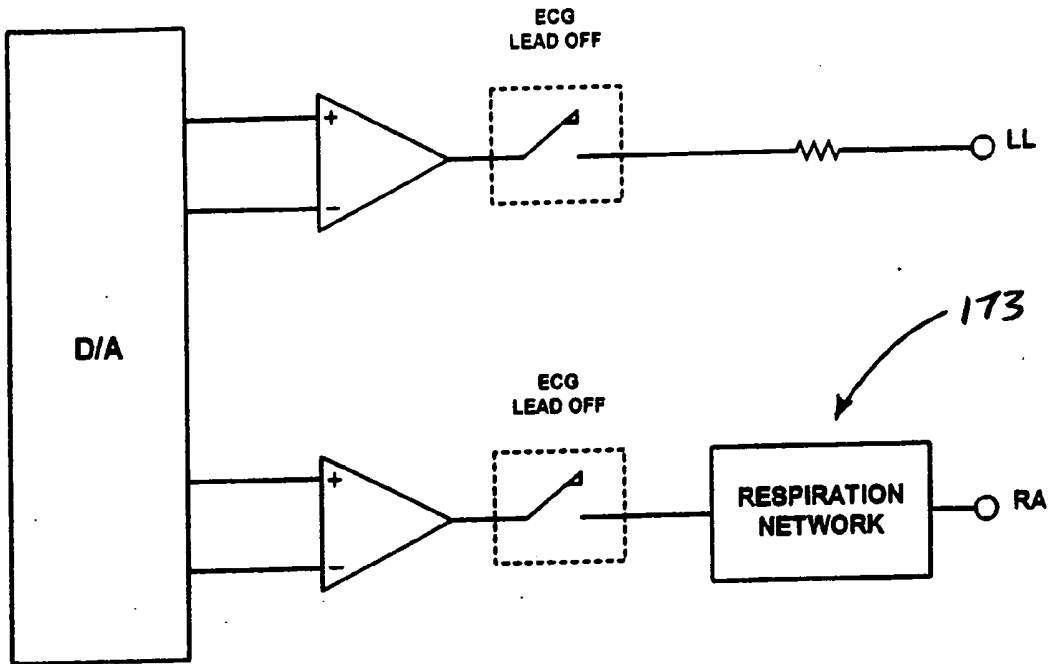 ECG
LEAD OFF
+
−
LL
D/A
173
ECG
LEAD OFF
+
−
RESPIRATION
NETWORK
RA